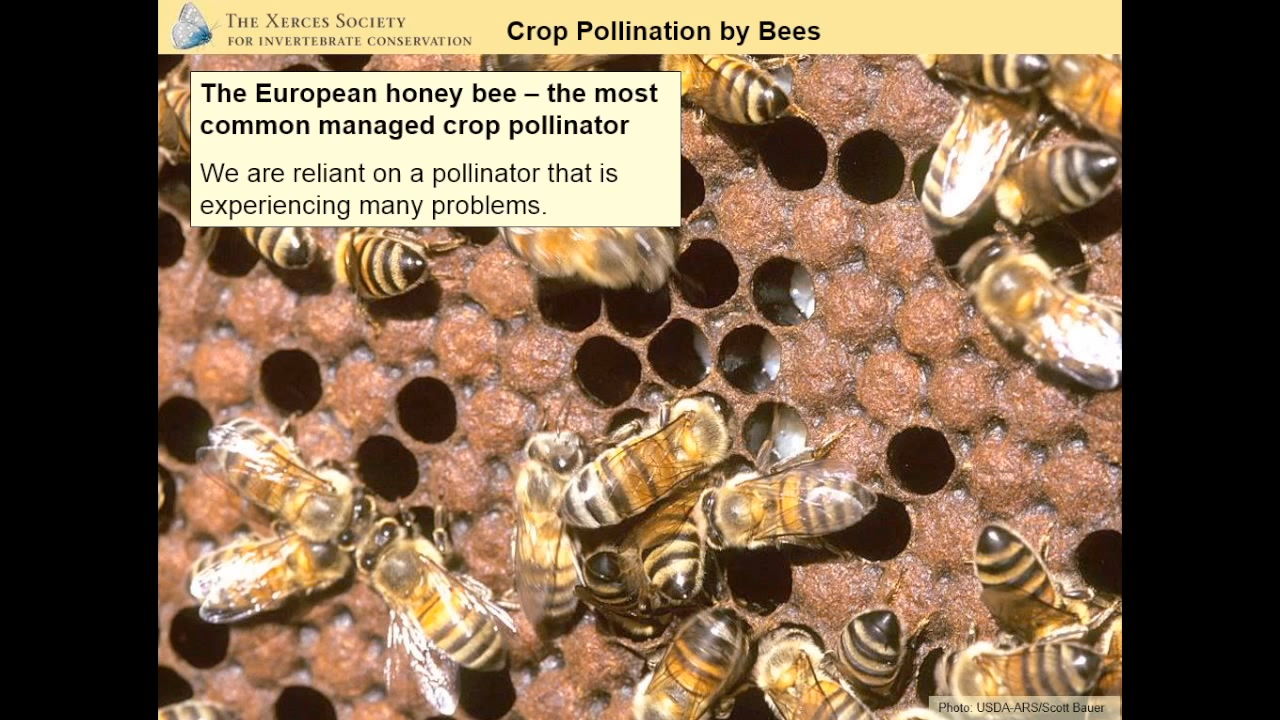 THE XERCES SOCIETY
FOR INVERTEBRATE CONSERVATION
Crop Pollination by Bees
The European honey bee – the most
common managed crop pollinator
We are reliant on a pollinator that is
experiencing many problems.
Photo: USDA-ARS/Scott Bauer